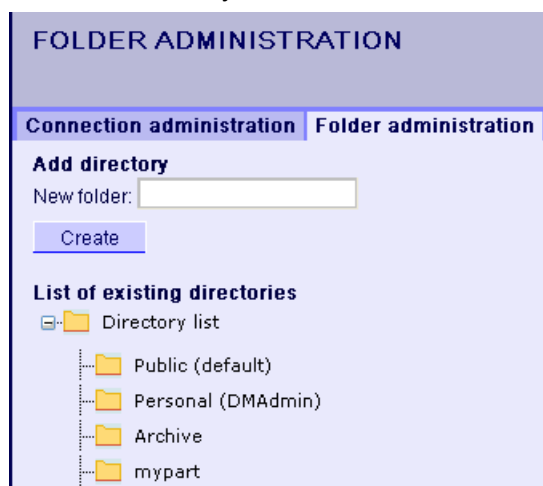 FOLDER ADMINISTRATION
Connection administration Folder administration
Add directory
New folder:
Create
List of existing directories
Directory list
Public (default)
Personal (DMAdmin)
Archive
mypart